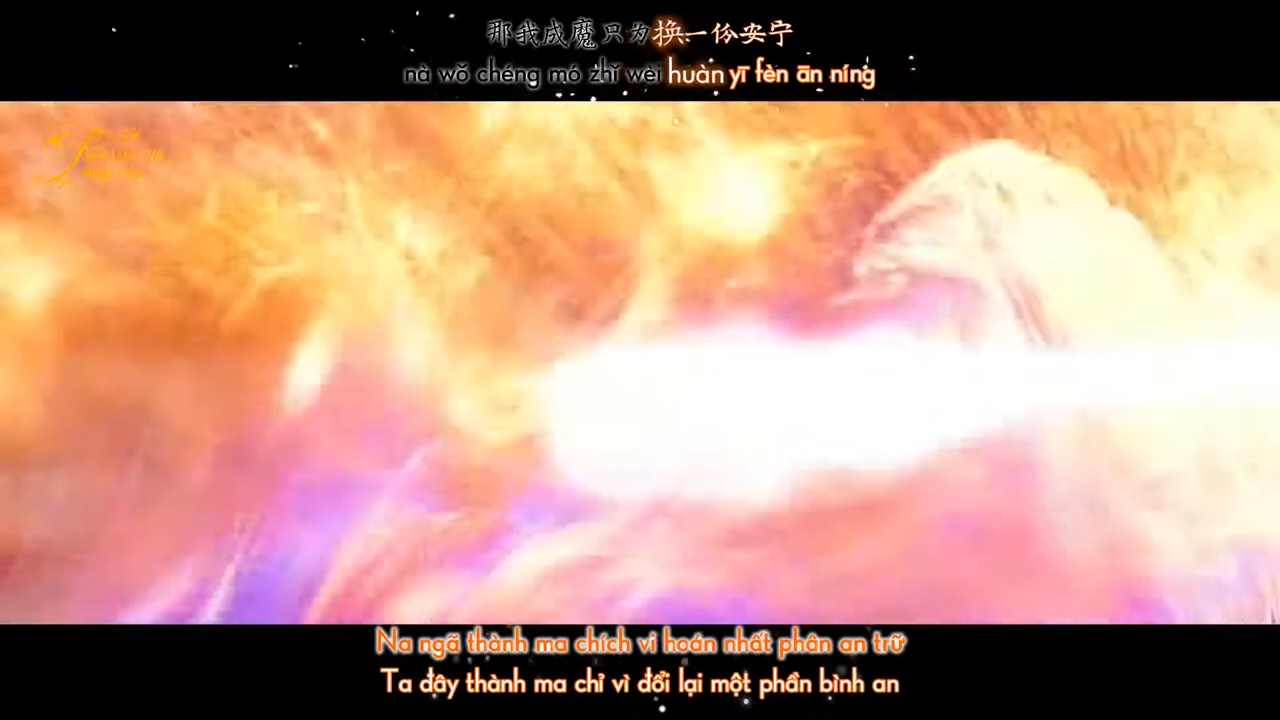 那我成魔只为换一份安宁
nà wǒ chéng mó zhǐ wèi huàn yī fèn ān níng
Na ngã thành ma chích vi hoán nhất phân an trữ
Ta đây thành ma chỉ vì đổi lại một phần bình an